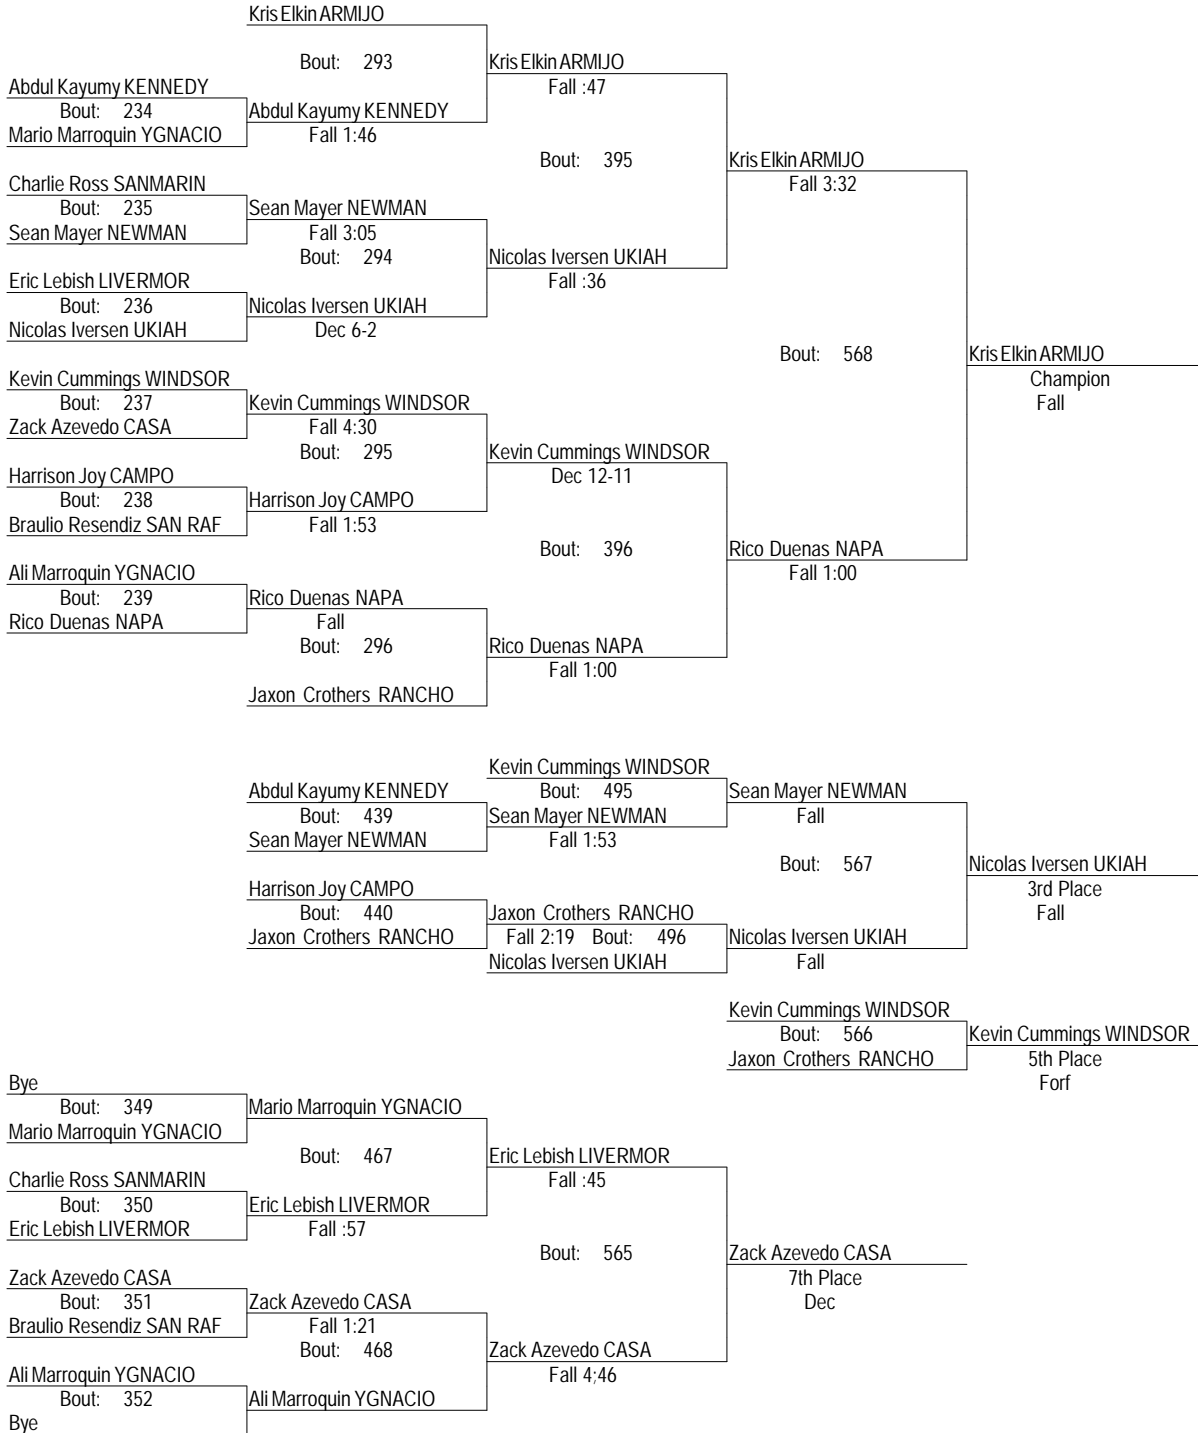 Kris Elkin ARMIJO
Bout: 293 Kris Elkin ARMIJO
Abdul Kayumy KENNEDY Fall :47
Bout: 234 Abdul Kayumy KENNEDY
Mario Marroquin YGNACIO Fall 1:46
Bout: 395 Kris Elkin ARMIJO
Charlie Ross SANMARIN Fall 3:32
Bout: 235 Sean Mayer NEWMAN
Sean Mayer NEWMAN Fall 3:05
Bout: 294 Nicolas Iversen UKIAH
Eric Lebish LIVERMOR Fall :36
Bout: 236 Nicolas Iversen UKIAH
Nicolas Iversen UKIAH Dec 6-2
Bout: 568 Kris Elkin ARMIJO
Kevin Cummings WINDSOR Champion
Bout: 237 Kevin Cummings WINDSOR Fall
Zack Azevedo CASA Fall 4:30
Bout: 295 Kevin Cummings WINDSOR
Harrison Joy CAMPO Dec 12-11
Bout: 238 Harrison Joy CAMPO
Braulio Resendiz SAN RAF Fall 1:53
Bout: 396 Rico Duenas NAPA
Ali Marroquin YGNACIO Fall 1:00
Bout: 239 Rico Duenas NAPA
Rico Duenas NAPA Fall
Bout: 296 Rico Duenas NAPA
Fall 1:00
Jaxon Crothers RANCHO
Kevin Cummings WINDSOR
Abdul Kayumy KENNEDY Bout: 495 Sean Mayer NEWMAN
Bout: 439 Sean Mayer NEWMAN Fall
Sean Mayer NEWMAN Fall 1:53
Bout: 567 Nicolas Iversen UKIAH
Harrison Joy CAMPO 3rd Place
Bout: 440 Jaxon Crothers RANCHO Fall
Jaxon Crothers RANCHO Fall 2:19 Bout: 496 Nicolas Iversen UKIAH
Nicolas Iversen UKIAH Fall
Kevin Cummings WINDSOR
Bout: 566 Kevin Cummings WINDSOR
Jaxon Crothers RANCHO 5th Place
Bye Forf
Bout: 349 Mario Marroquin YGNACIO
Mario Marroquin YGNACIO
Bout: 467 Eric Lebish LIVERMOR
Charlie Ross SANMARIN Fall :45
Bout: 350 Eric Lebish LIVERMOR
Eric Lebish LIVERMOR Fall :57
Bout: 565 Zack Azevedo CASA
Zack Azevedo CASA 7th Place
Bout: 351 Zack Azevedo CASA Dec
Braulio Resendiz SAN RAF Fall 1:21
Bout: 468 Zack Azevedo CASA
Ali Marroquin YGNACIO Fall 4;46
Bout: 352 Ali Marroquin YGNACIO
Bye